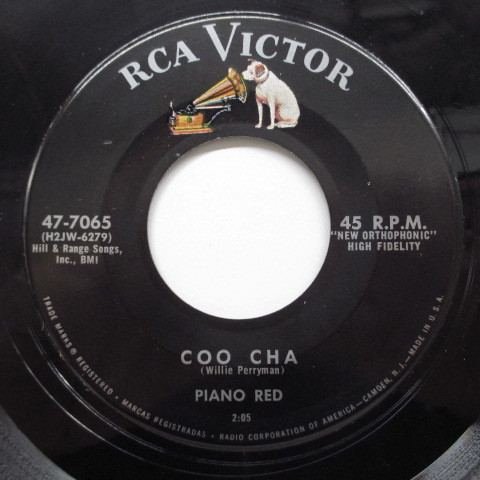 RCA VICTOR
47-7065
(H2JW-6279)
Hill & Range Songs,
Inc., BMI
45 R.P.M.
"NEW ORTHOPHONIC"
HIGH FIDELITY
COO CHA
(Willie Perryman)
PIANO RED
2:05
TRADE MARKS ® REGISTERED • MARCAS REGISTRADAS • RADIO CORPORATION OF AMERICA—CAMDEN, N.J.—MADE IN U.S.A.